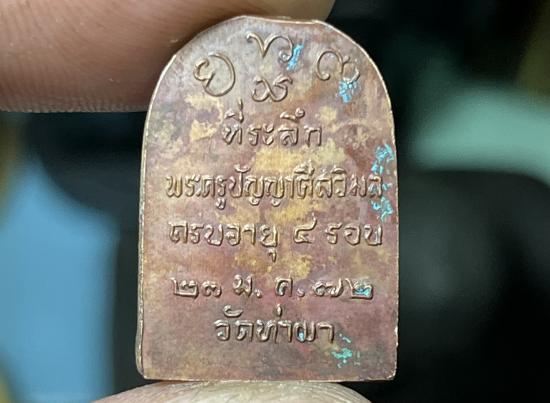 ที่ระลึก
พระครูปัญญาศีลวิมล
ครบอายุ ๔ รอบ
๒๓ ม. ค. ๓๒
วัดท่าผา